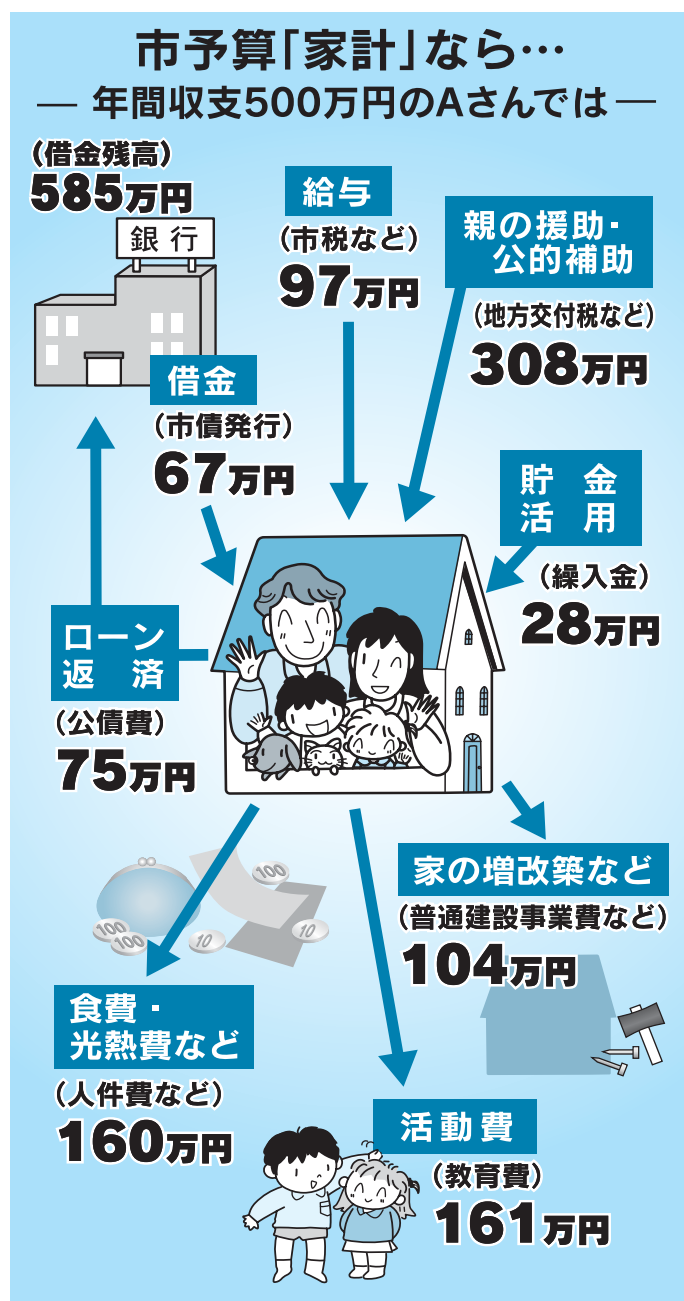 市予算「家計」なら…
― 年間収支500万円のAさんでは ―
(借金残高)
585万円
銀行
給与
(市税など)
97万円
親の援助・
公的補助
(地方交付税など)
308万円
借金
(市債発行)
67万円
貯金
活用
(繰入金)
28万円
ローン
返済
(公債費)
75万円
100
100
100
10
10
家の増改築など
(普通建設事業費など)
104万円
食費・
光熱費など
(人件費など)
160万円
活動費
(教育費)
161万円